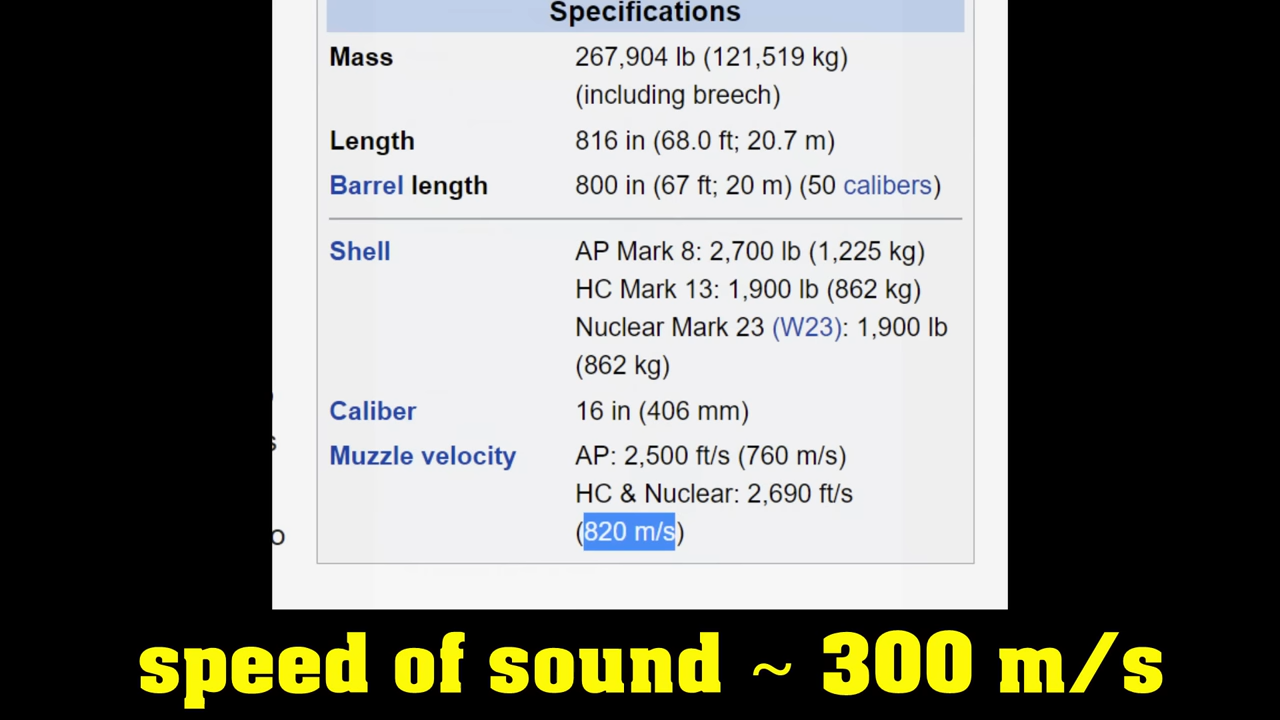 Specifications
Mass 267,904 lb (121,519 kg)
(including breech)
Length 816 in (68.0 ft; 20.7 m)
Barrel length 800 in (67 ft; 20 m) (50 calibers)
Shell AP Mark 8: 2,700 lb (1,225 kg)
HC Mark 13: 1,900 lb (862 kg)
Nuclear Mark 23 (W23): 1,900 lb
(862 kg)
Caliber 16 in (406 mm)
Muzzle velocity AP: 2,500 ft/s (760 m/s)
HC & Nuclear: 2,690 ft/s
(820 m/s)
speed of sound ~ 300 m/s